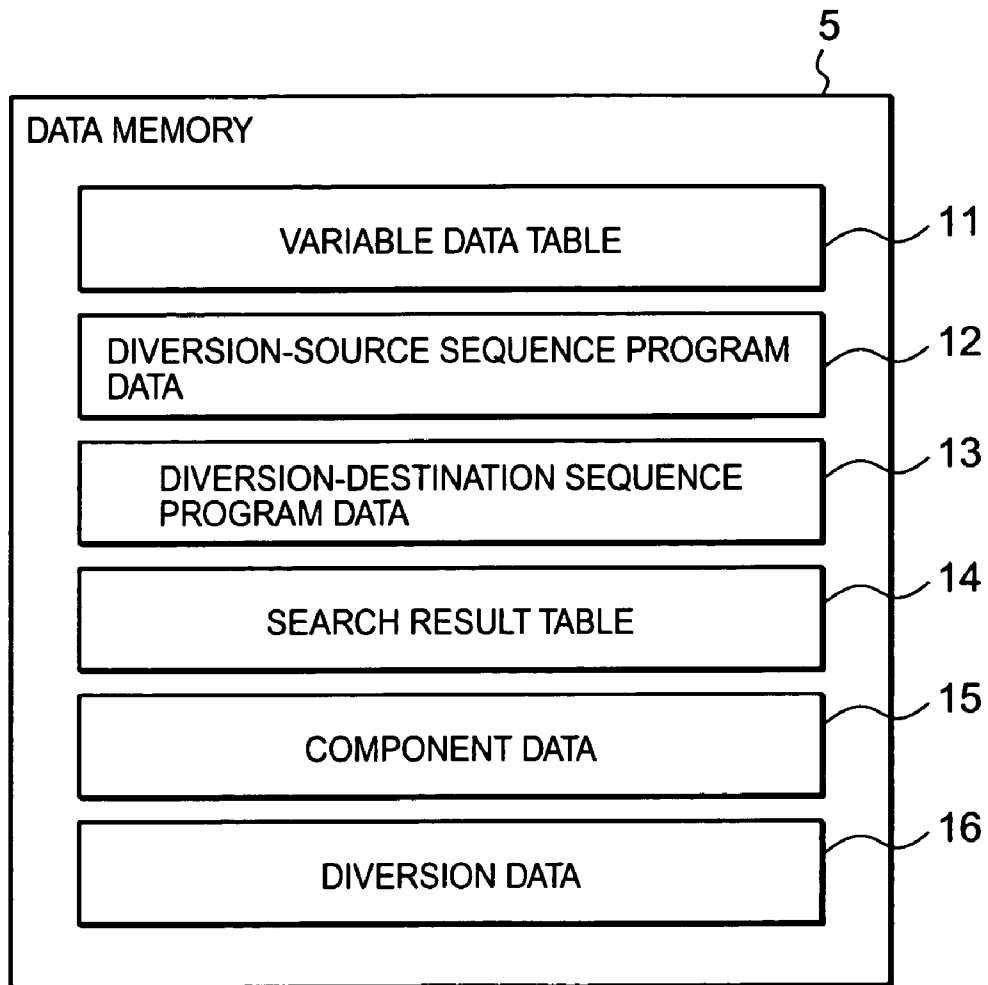 5
DATA MEMORY
VARIABLE DATA TABLE
11
DIVERSION-SOURCE SEQUENCE PROGRAM
DATA
12
DIVERSION-DESTINATION SEQUENCE
PROGRAM DATA
13
SEARCH RESULT TABLE
14
COMPONENT DATA
15
DIVERSION DATA
16